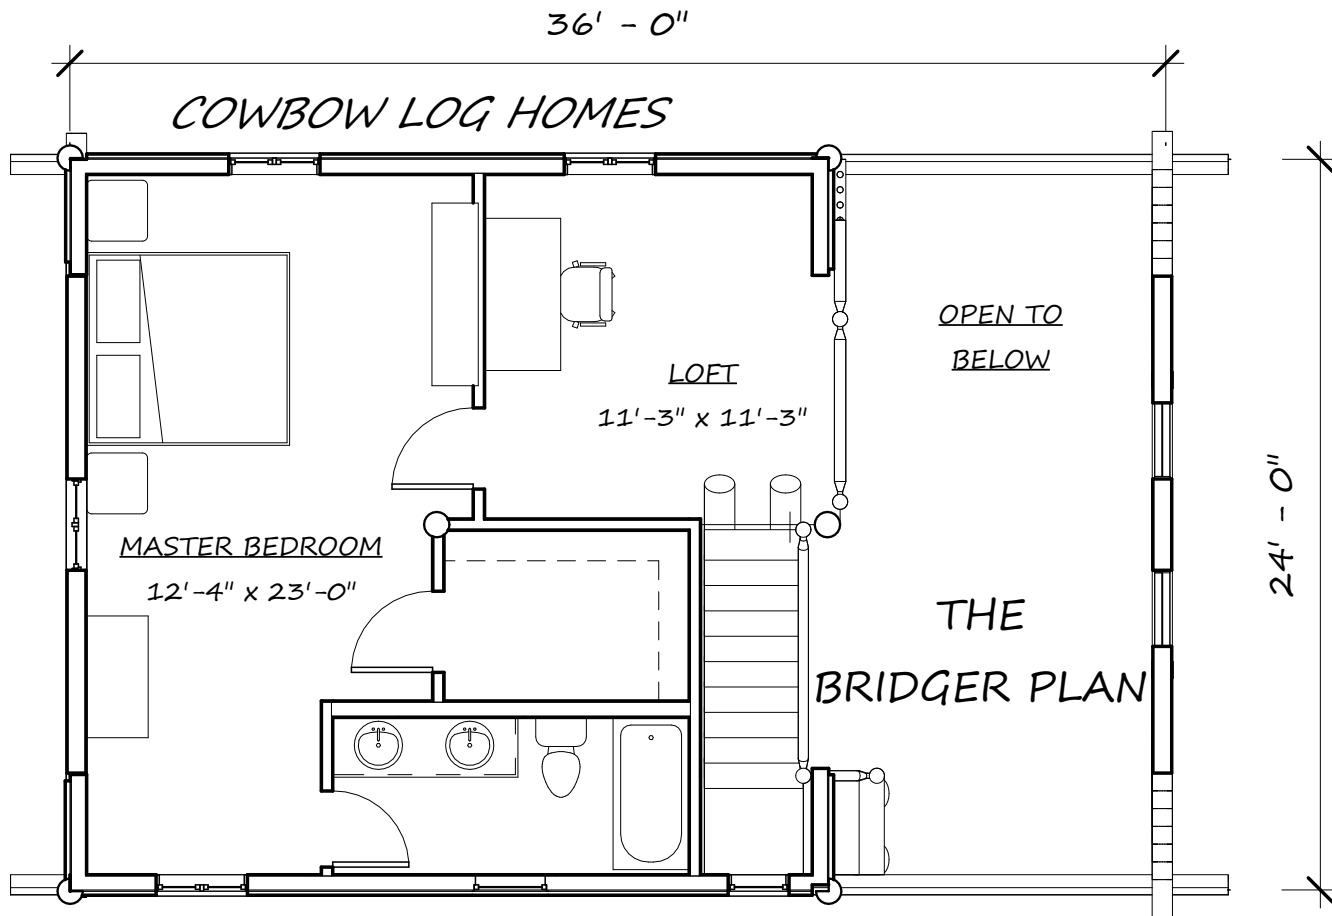 36' - 0"
COWBOW LOG HOMES
OPEN TO
BELOW
LOFT
11'-3" x 11'-3"
MASTER BEDROOM
12'-4" x 23'-0"
24' - 0"
THE
BRIDGER PLAN